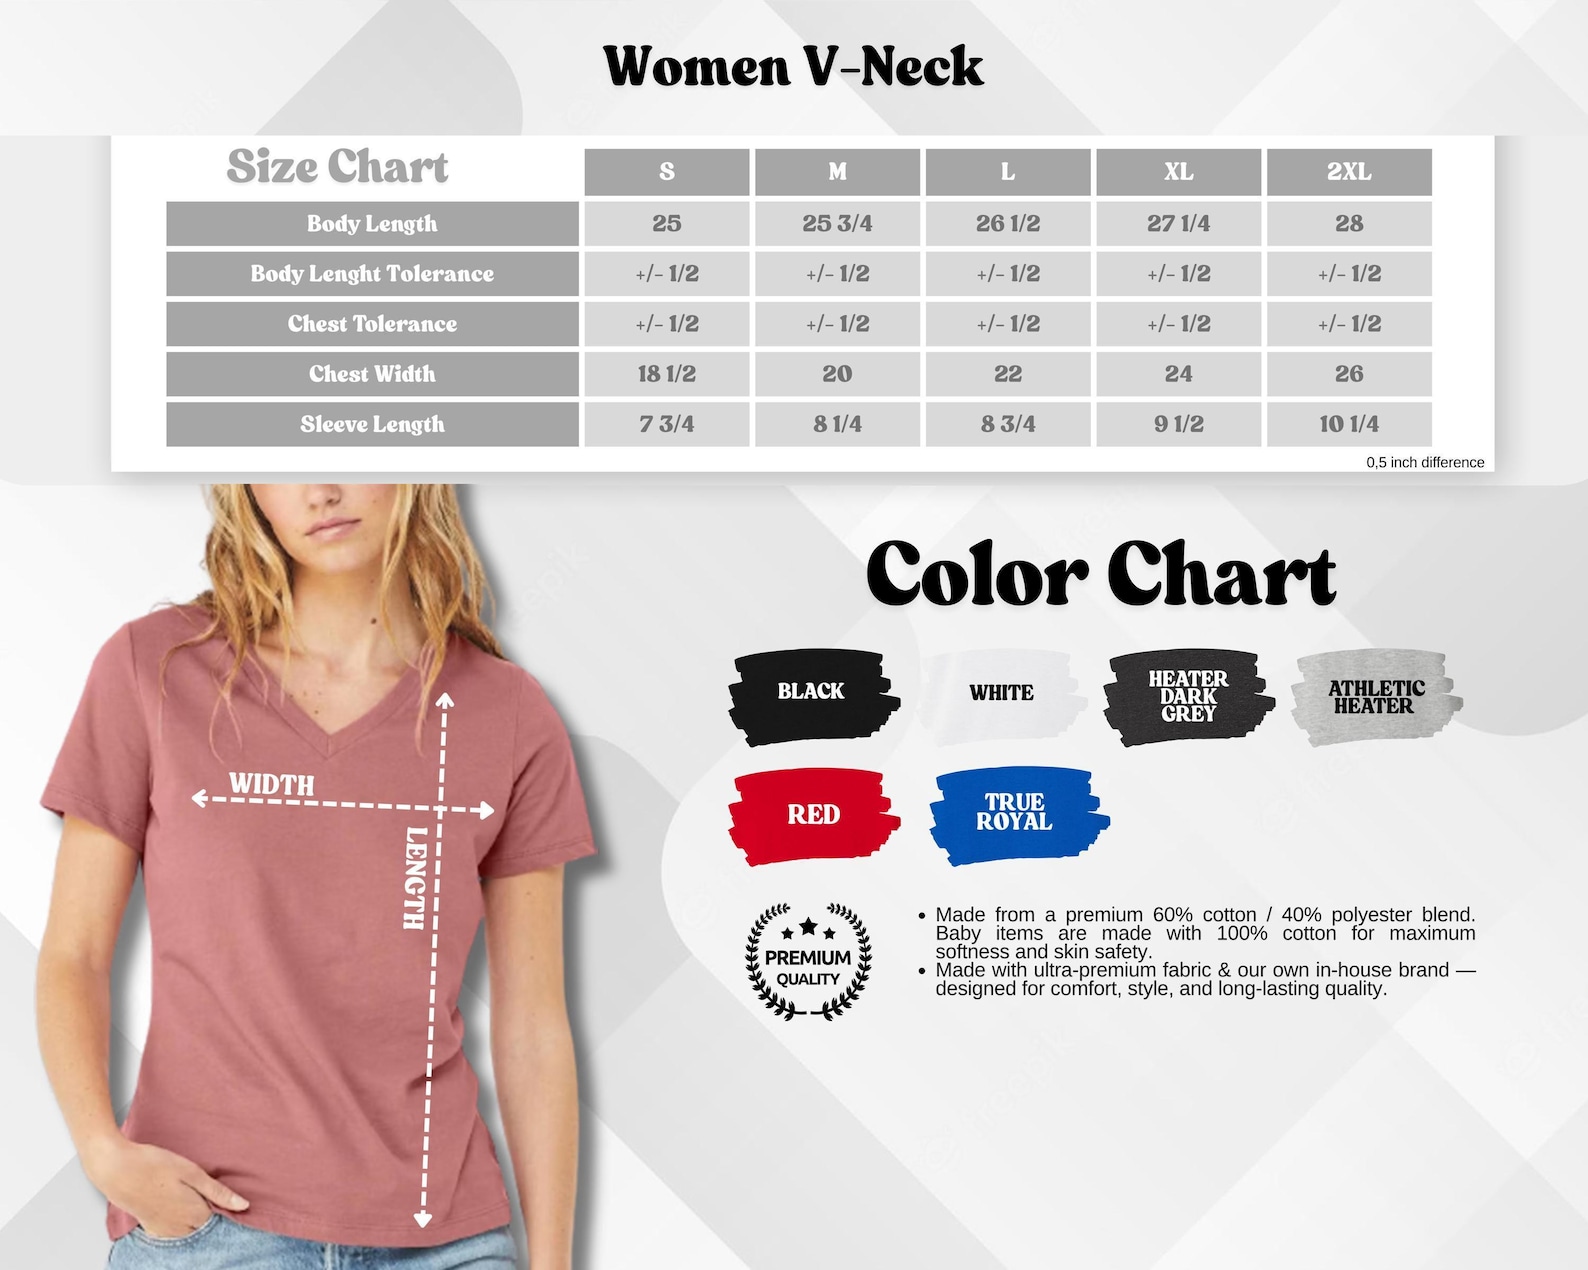 Women V-Neck
Size Chart S M L XL 2XL
Body Length 25 25 3/4 26 1/2 27 1/4 28
Body Lenght Tolerance +/- 1/2 +/- 1/2 +/- 1/2 +/- 1/2 +/- 1/2
Chest Tolerance +/- 1/2 +/- 1/2 +/- 1/2 +/- 1/2 +/- 1/2
Chest Width 18 1/2 20 22 24 26
Sleeve Length 7 3/4 8 1/4 8 3/4 9 1/2 10 1/4
0,5 inch difference
WIDTH
LENGTH
Color Chart
BLACK
WHITE
HEATER
DARK
GREY
ATHLETIC
HEATER
RED
TRUE
ROYAL
PREMIUM
QUALITY
• Made from a premium 60% cotton / 40% polyester blend.
Baby items are made with 100% cotton for maximum
softness and skin safety.
• Made with ultra-premium fabric & our own in-house brand —
designed for comfort, style, and long-lasting quality.